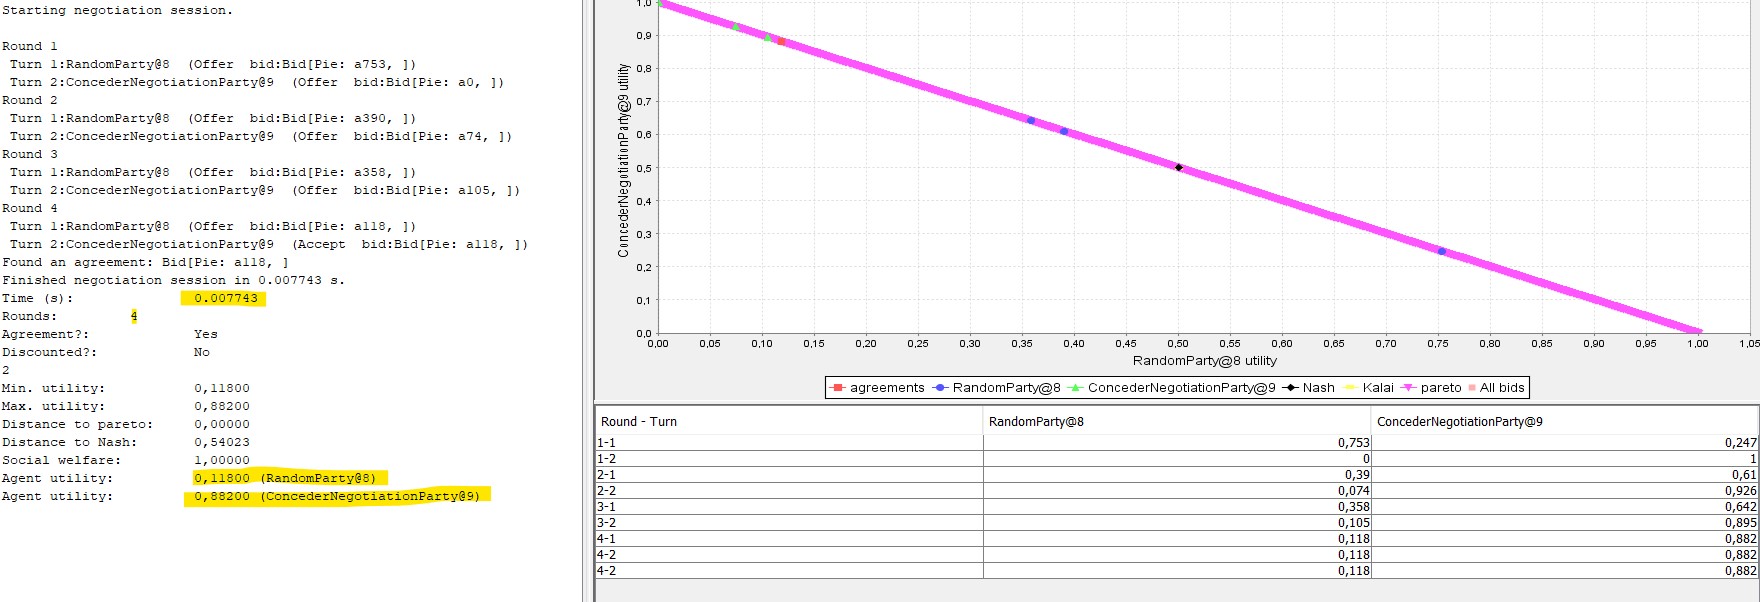 Starting negotiation session.
Round 1
Turn 1:RandomParty@8 (Offer bid:Bid[Pie: a753, ])
Turn 2:ConcederNegotiationParty@9 (Offer bid:Bid[Pie: a0, ])
Round 2
Turn 1:RandomParty@8 (Offer bid:Bid[Pie: a390, ])
Turn 2:ConcederNegotiationParty@9 (Offer bid:Bid[Pie: a74, ])
Round 3
Turn 1:RandomParty@8 (Offer bid:Bid[Pie: a358, ])
Turn 2:ConcederNegotiationParty@9 (Offer bid:Bid[Pie: a105, ])
Round 4
Turn 1:RandomParty@8 (Offer bid:Bid[Pie: a118, ])
Turn 2:ConcederNegotiationParty@9 (Accept bid:Bid[Pie: a118, ])
Found an agreement: Bid[Pie: a118, ]
Finished negotiation session in 0.007743 s.
Time (s): 0.007743
Rounds: 4
Agreement?: Yes
Discounted?: No
2
Min. utility: 0,11800
Max. utility: 0,88200
Distance to pareto: 0,00000
Distance to Nash: 0,54023
Social welfare: 1,00000
Agent utility: 0,11800 (RandomParty@8)
Agent utility: 0,88200 (ConcederNegotiationParty@9)
ConcederNegotiationParty@9 utility
1,0
0,9
0,8
0,7
0,6
0,5
0,4
0,3
0,2
0,1
0,0
0,00 0,05 0,10 0,15 0,20 0,25 0,30 0,35 0,40 0,45 0,50 0,55 0,60 0,65 0,70 0,75 0,80 0,85 0,90 0,95 1,00 1,05
RandomParty@8 utility
agreements RandomParty@8 ConcederNegotiationParty@9 Nash Kalai pareto All bids
Round - Turn RandomParty@8 ConcederNegotiationParty@9
1-1 0,753 0,247
1-2 0 1
2-1 0,39 0,61
2-2 0,074 0,926
3-1 0,358 0,642
3-2 0,105 0,895
4-1 0,118 0,882
4-2 0,118 0,882
4-2 0,118 0,882